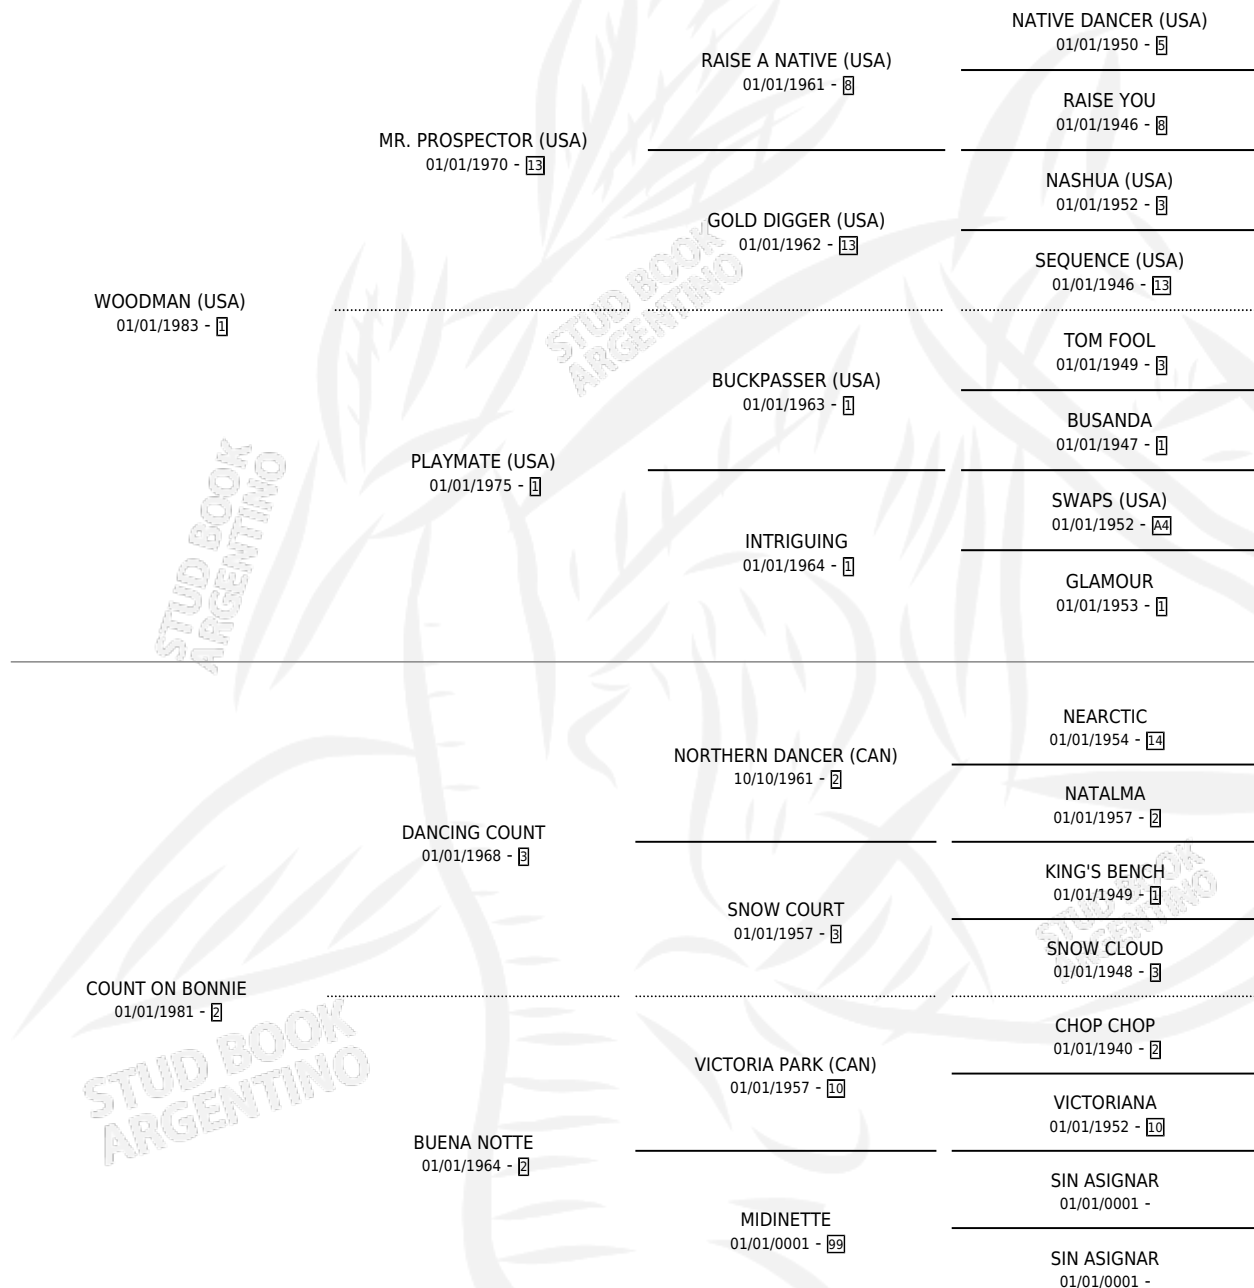 NATIVE DANCER (USA)
01/01/1950 - 5
RAISE A NATIVE (USA)
01/01/1961 - 8
RAISE YOU
01/01/1946 - 8
MR. PROSPECTOR (USA)
01/01/1970 - 13
NASHUA (USA)
01/01/1952 - 3
GOLD DIGGER (USA)
01/01/1962 - 13
SEQUENCE (USA)
01/01/1946 - 13
WOODMAN (USA)
01/01/1983 - 1
STUD BOOK
ARGENTINO
TOM FOOL
01/01/1949 - 3
BUCKPASSER (USA)
01/01/1963 - 1
BUSANDA
01/01/1947 - 1
PLAYMATE (USA)
01/01/1975 - 1
SWAPS (USA)
01/01/1952 - A4
INTRIGUING
01/01/1964 - 1
GLAMOUR
01/01/1953 - 1
STUD BOOK
ARGENTINO
NEARCTIC
01/01/1954 - 14
NORTHERN DANCER (CAN)
10/10/1961 - 2
NATALMA
01/01/1957 - 2
DANCING COUNT
01/01/1968 - 3
KING'S BENCH
01/01/1949 - 1
SNOW COURT
01/01/1957 - 3
STUD BOOK
ARGENTINO
SNOW CLOUD
01/01/1948 - 3
COUNT ON BONNIE
01/01/1981 - 2
CHOP CHOP
01/01/1940 - 2
VICTORIA PARK (CAN)
01/01/1957 - 10
STUD BOOK
ARGENTINO
VICTORIANA
01/01/1952 - 10
BUENA NOTTE
01/01/1964 - 2
SIN ASIGNAR
01/01/0001 -
MIDINETTE
01/01/0001 - 99
SIN ASIGNAR
01/01/0001 -